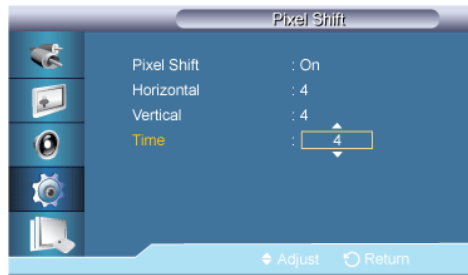 Pixel Shift
Pixel Shift : On
Horizontal : 4
Vertical : 4
Time : 4
Adjust Return